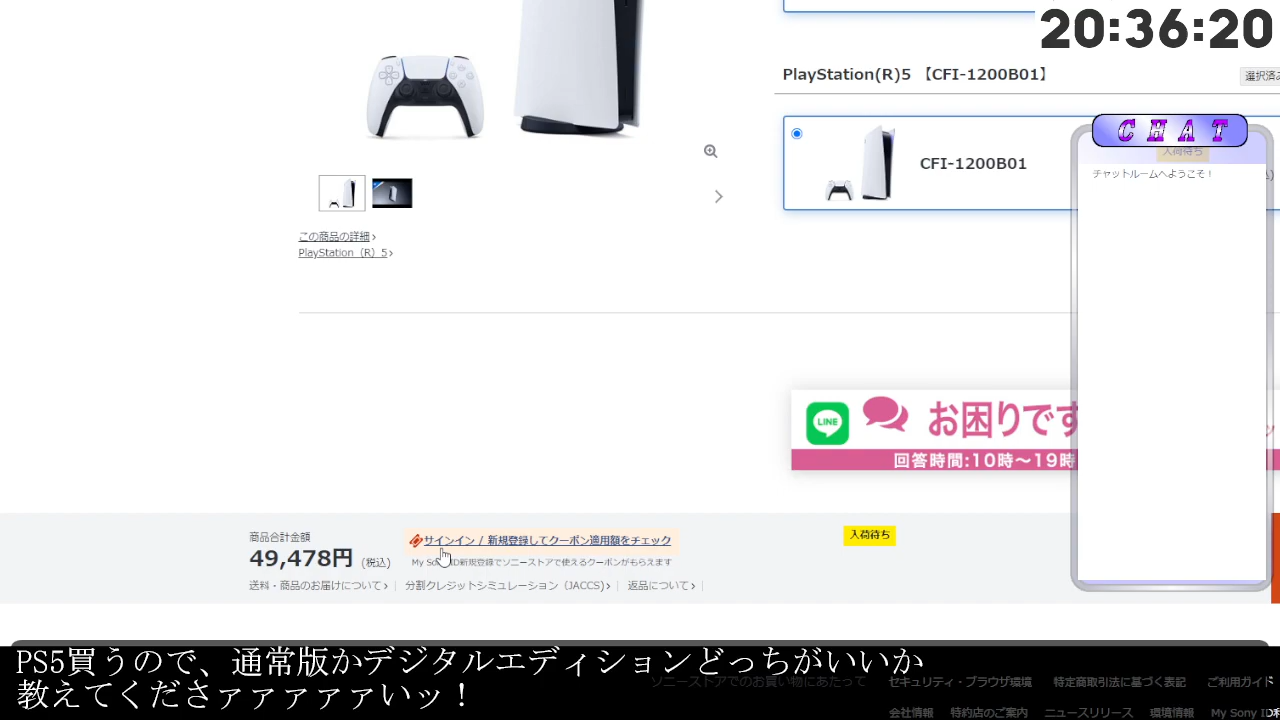 20:36:20
PlayStation(R)5 【CFI-1200B01】
選択済み
CFI-1200B01
CHAT
入荷待ち
チャットルームへようこそ！
この商品の詳細
PlayStation（R）5
LINE
お困りです
回答時間:10時～19時
商品合計金額
49,478円 (税込)
サインイン / 新規登録してクーポン適用額をチェック
My So ID新規登録でソニーストアで使えるクーポンがもらえます
入荷待ち
送料・商品のお届けについて
分割クレジットシミュレーション（JACCS)
返品について
PS5買うので、通常版かデジタルエディションどっちがいいか
教えてくださァァァァァいッ！
ソニーストアでのお買い物にあたって
セキュリティ・ブラウザ環境
特定商取引法に基づく表記
ご利用ガイド
会社情報
特約店のご案内
ニュースリリース
環境情報
My Sony ID